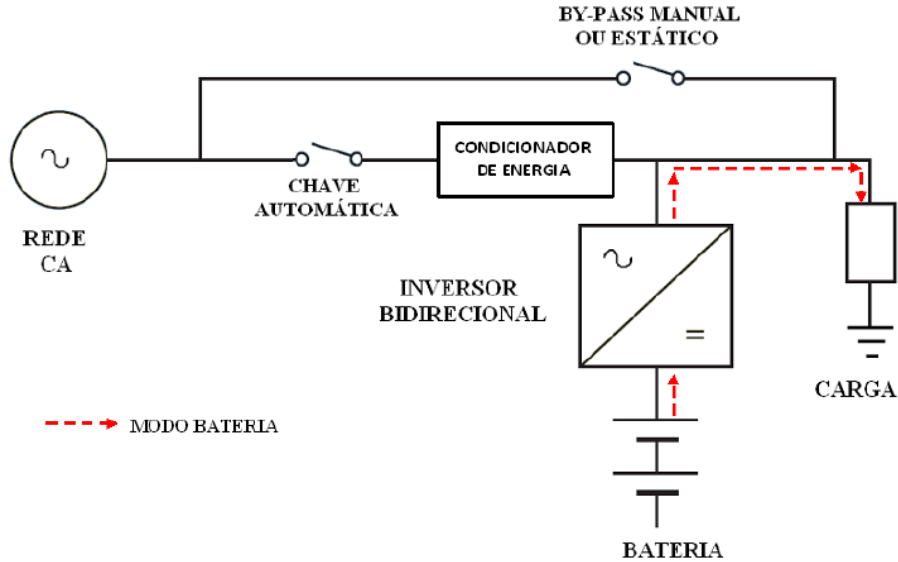 BY-PASS MANUAL
OU ESTÁTICO
CONDICIONADOR
DE ENERGIA
CHAVE
AUTOMÁTICA
REDE
CA
INVERSOR
BIDIRECIONAL
CARGA
MODO BATERIA
BATERIA